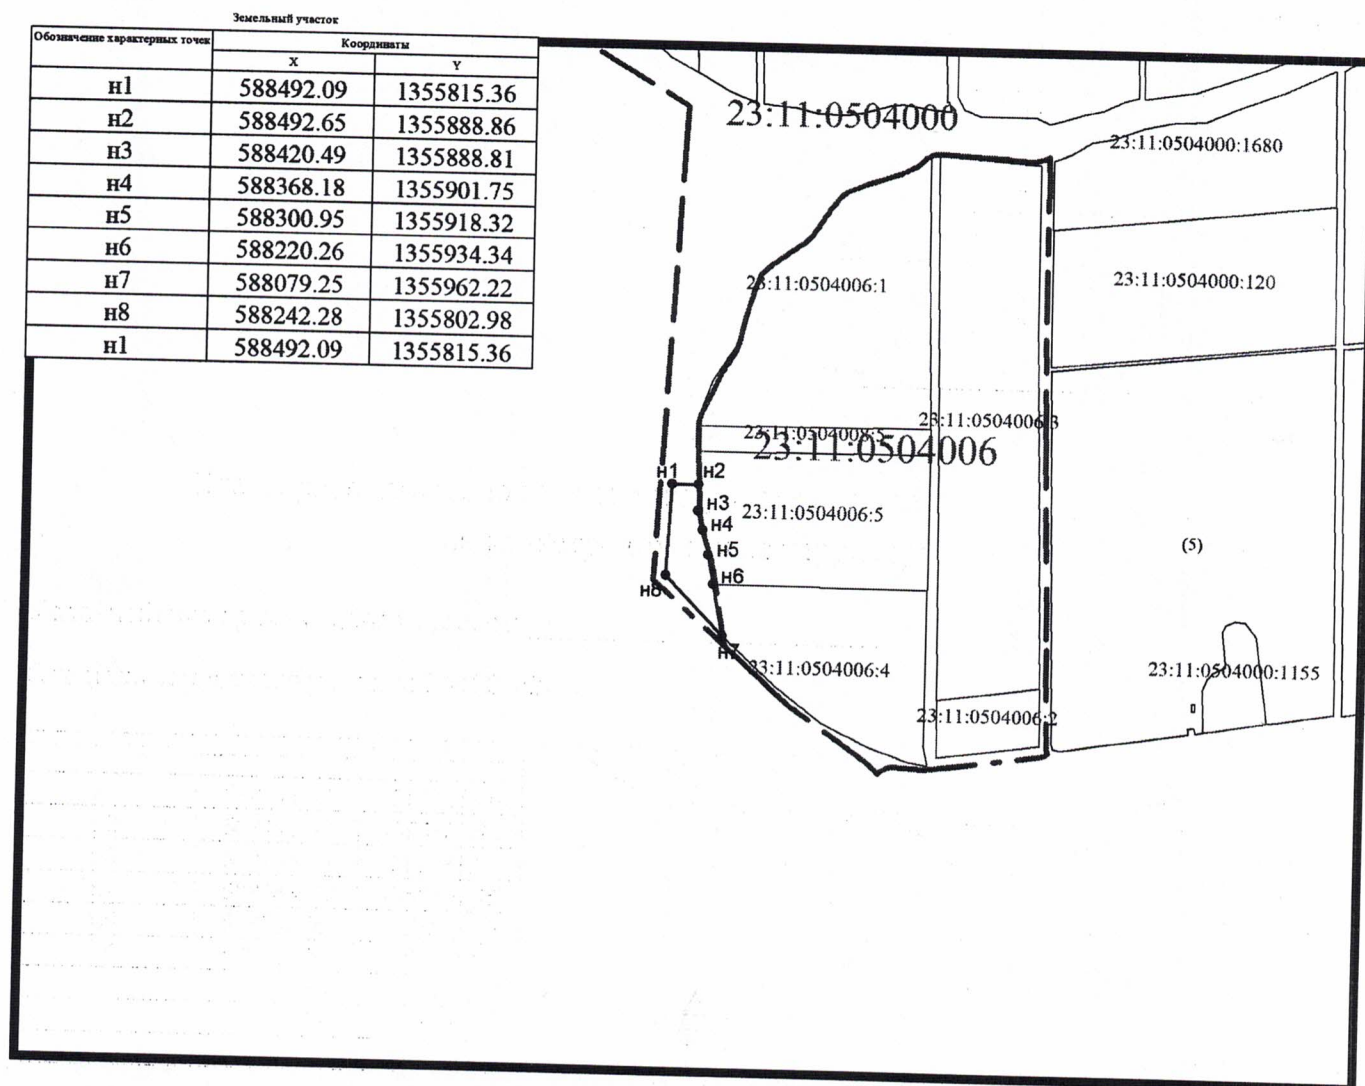 Земельный участок
Обозначение характерных точек Координаты
X Y
н1 588492.09 1355815.36
н2 588492.65 1355888.86
н3 588420.49 1355888.81
н4 588368.18 1355901.75
н5 588300.95 1355918.32
н6 588220.26 1355934.34
н7 588079.25 1355962.22
н8 588242.28 1355802.98
н1 588492.09 1355815.36
23:11:0504000
23:11:0504000:1680
23:11:0504006:1
23:11:0504000:120
23:11:0504006:3
23:11:0504008:5
23:11:0504006
н1 н2
н3
23:11:0504006:5
н4
н5
(5)
н6
н8
н7
23:11:0504006:4
23:11:0504000:1155
23:11:0504006:2